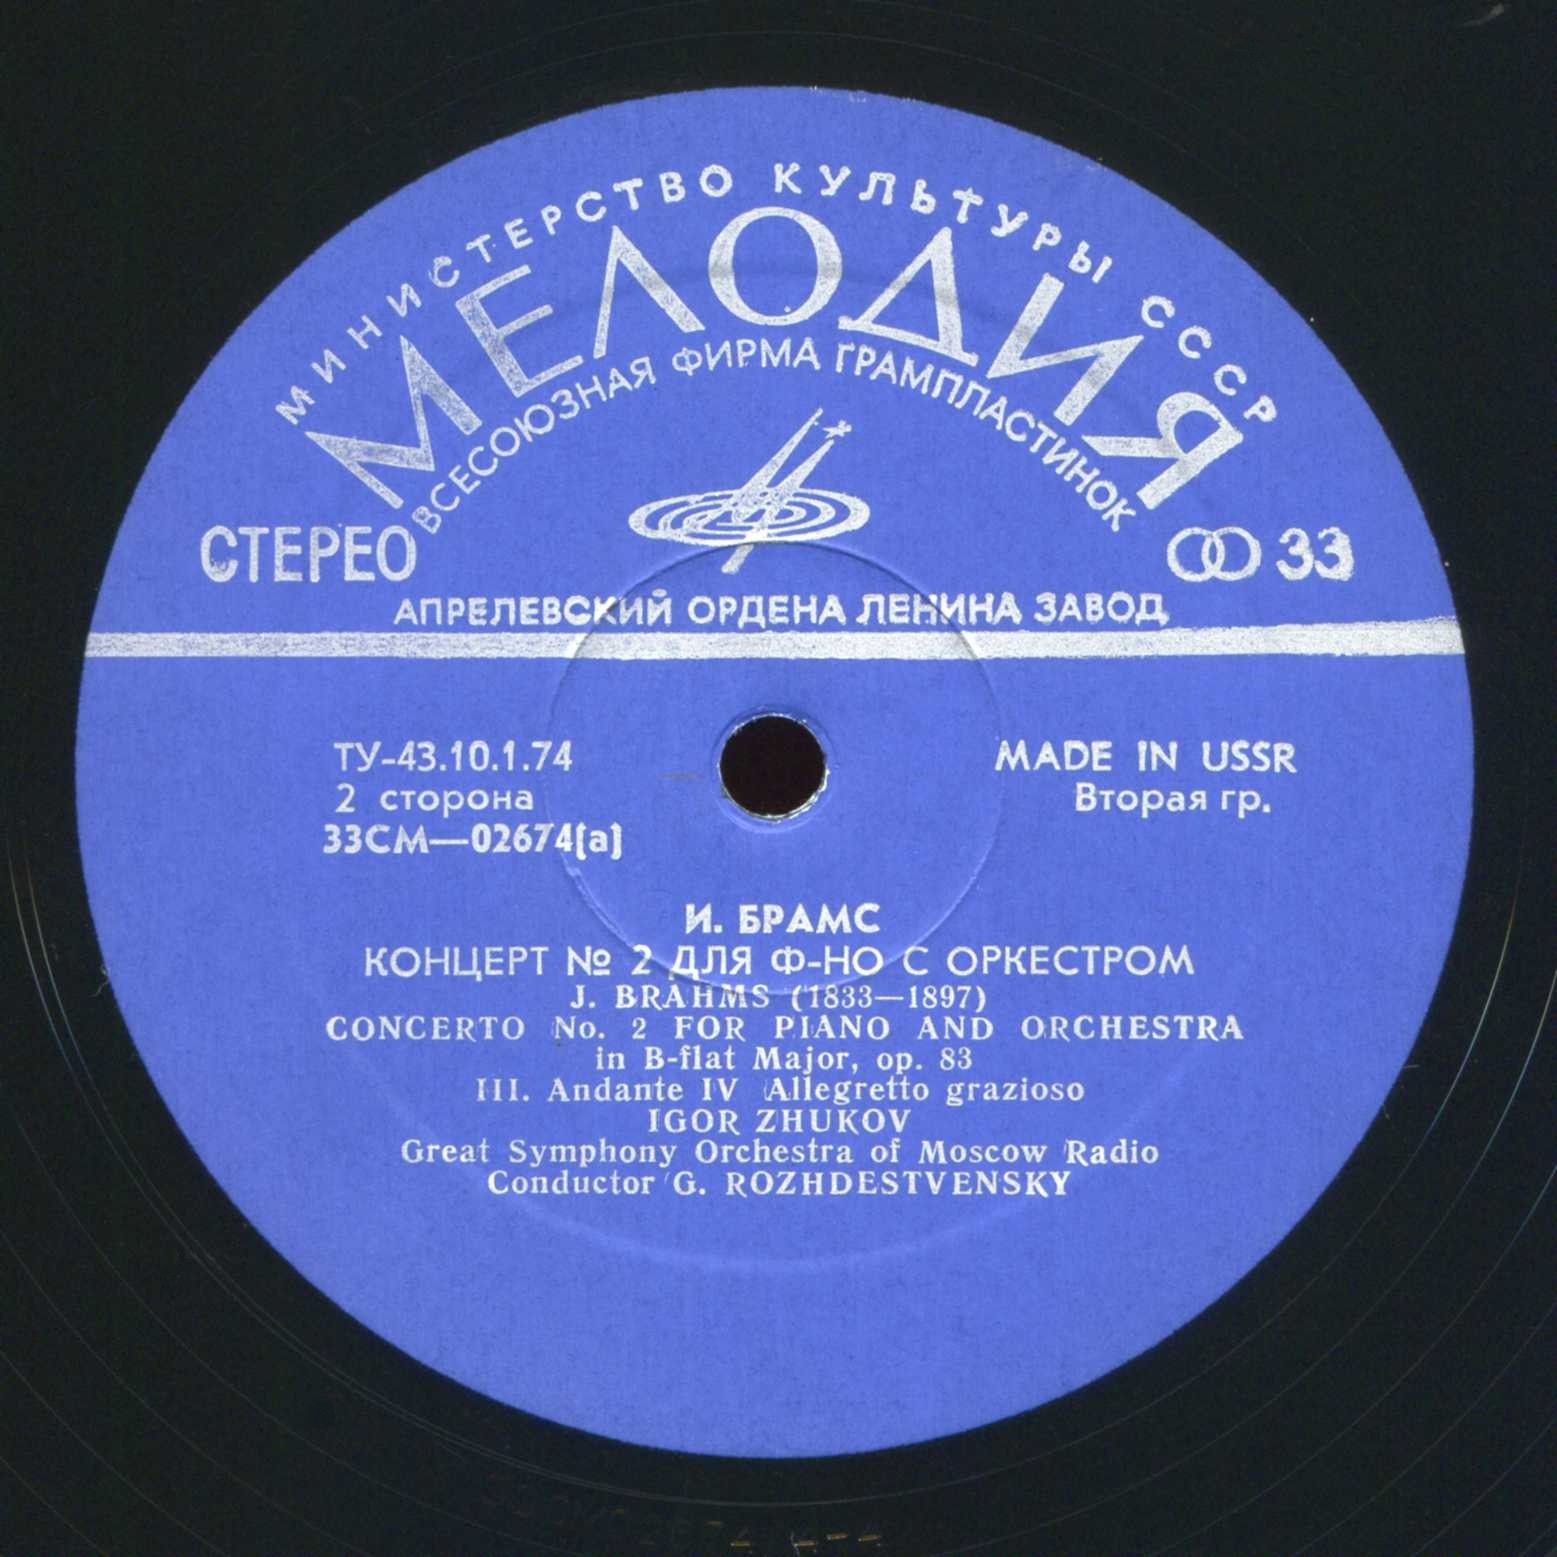 МИНИСТЕРСТВО КУЛЬТУРЫ СССР
МЕЛОДИЯ
ВСЕСОЮЗНАЯ ФИРМА ГРАМПЛАСТИНОК
СТЕРЕО
33
АПРЕЛЕВСКИЙ ОРДЕНА ЛЕНИНА ЗАВОД
ТУ-43.10.1.74
MADE IN USSR
2 сторона
Вторая гр.
33СМ—02674(а)
И. БРАМС
КОНЦЕРТ № 2 ДЛЯ Ф-НО С ОРКЕСТРОМ
J. BRAHMS (1833—1897)
CONCERTO No. 2 FOR PIANO AND ORCHESTRA
in B-flat Major, op. 83
III. Andante IV Allegretto grazioso
IGOR ZHUKOV
Great Symphony Orchestra of Moscow Radio
Conductor G. ROZHDESTVENSKY